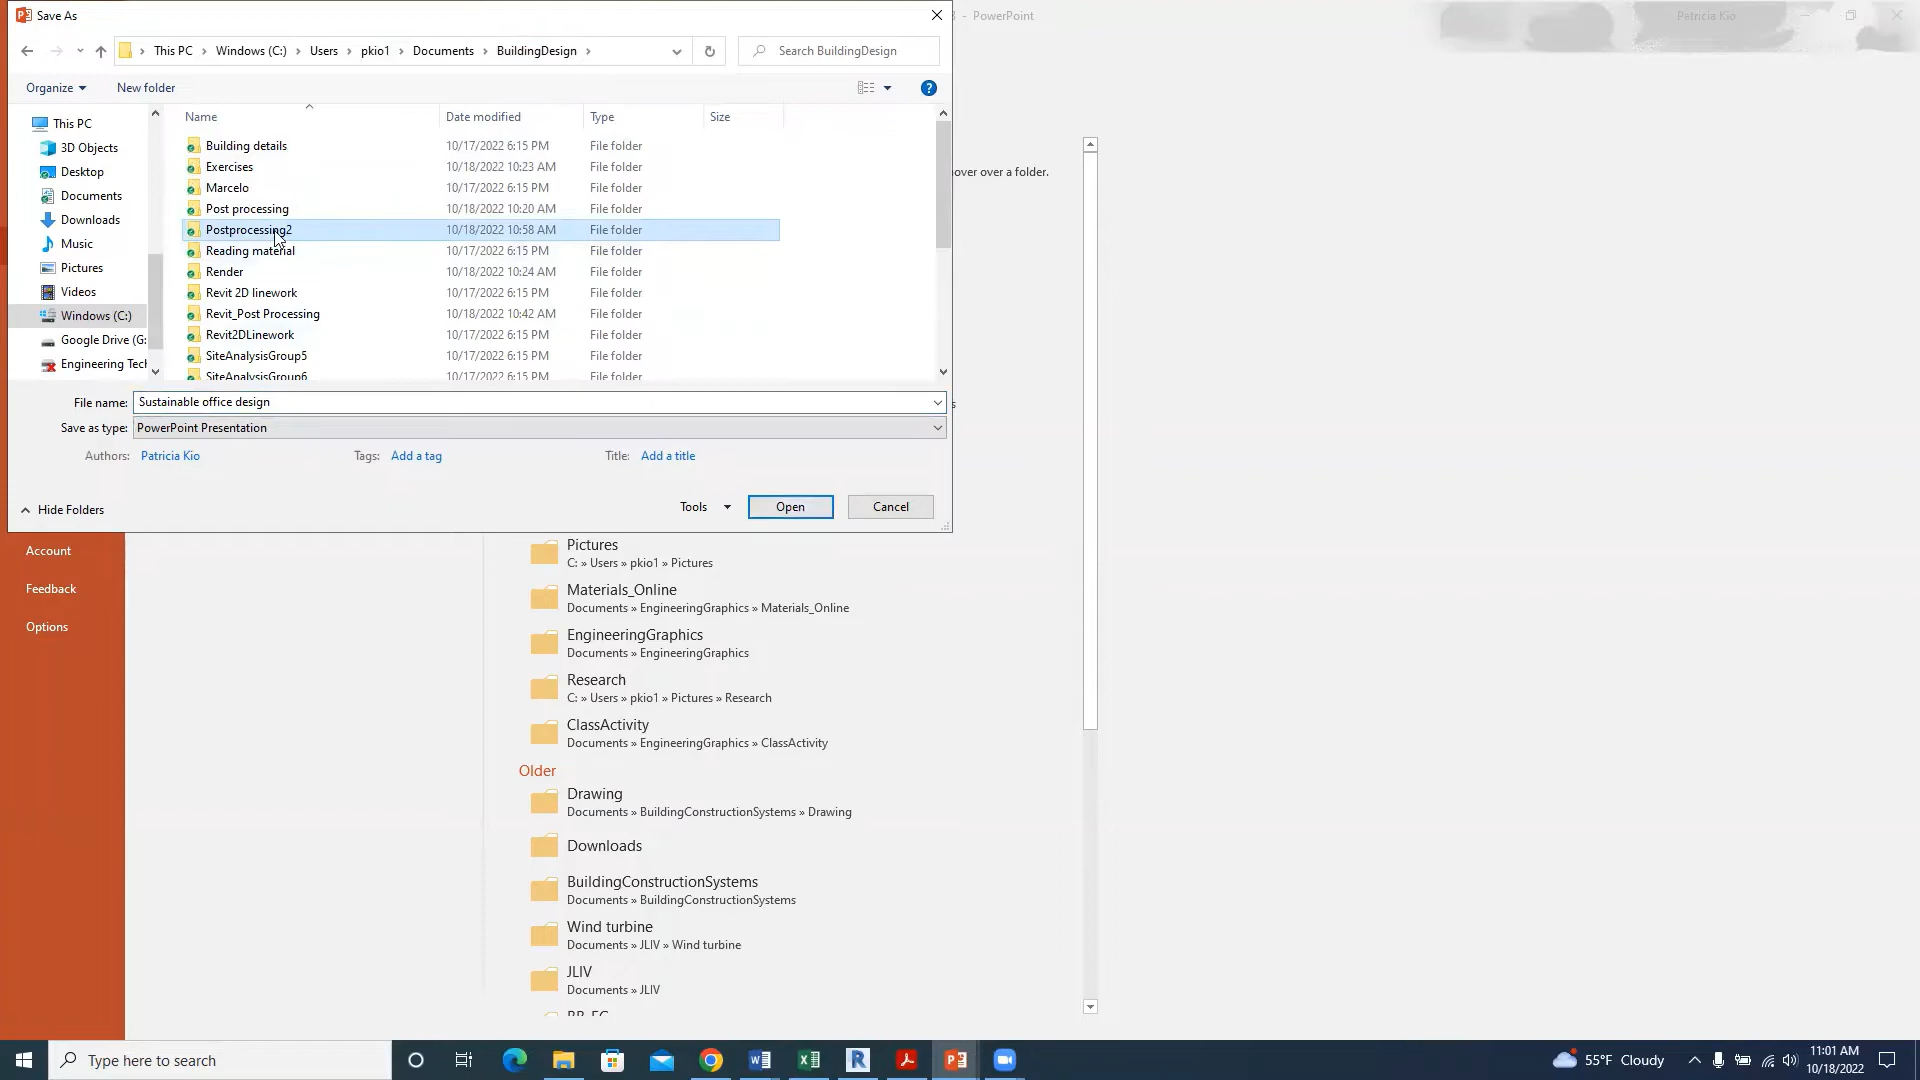 Save As
- PowerPoint
Patricia Kio
This PC
Windows (C:)
Users
pkio1
Documents
BuildingDesign
Search BuildingDesign
Organize
New folder
Name
Date modified
Type
Size
This PC
3D Objects
Desktop
Documents
Downloads
Music
Pictures
Videos
Windows (C:)
Google Drive (G:
Engineering Tecl
Building details 10/17/2022 6:15 PM File folder
Exercises 10/18/2022 10:23 AM File folder
Marcelo 10/17/2022 6:15 PM File folder
Post processing 10/18/2022 10:20 AM File folder
Postprocessing2 10/18/2022 10:58 AM File folder
Reading material 10/17/2022 6:15 PM File folder
Render 10/18/2022 10:24 AM File folder
Revit 2D linework 10/17/2022 6:15 PM File folder
Revit_Post Processing 10/18/2022 10:42 AM File folder
Revit2DLinework 10/17/2022 6:15 PM File folder
SiteAnalysisGroup5 10/17/2022 6:15 PM File folder
SiteAnalysisGroup6 10/17/2022 6:15 PM File folder
over over a folder.
File name: Sustainable office design
Save as type: PowerPoint Presentation
Authors: Patricia Kio
Tags: Add a tag
Title: Add a title
Hide Folders
Tools
Open
Cancel
Account
Feedback
Options
Pictures
C: » Users » pkio1 » Pictures
Materials_Online
Documents » EngineeringGraphics » Materials_Online
EngineeringGraphics
Documents » EngineeringGraphics
Research
C: » Users » pkio1 » Pictures » Research
ClassActivity
Documents » EngineeringGraphics » ClassActivity
Older
Drawing
Documents » BuildingConstructionSystems » Drawing
Downloads
BuildingConstructionSystems
Documents » BuildingConstructionSystems
Wind turbine
Documents » JLIV » Wind turbine
JLIV
Documents » JLIV
Type here to search
55°F Cloudy
11:01 AM
10/18/2022